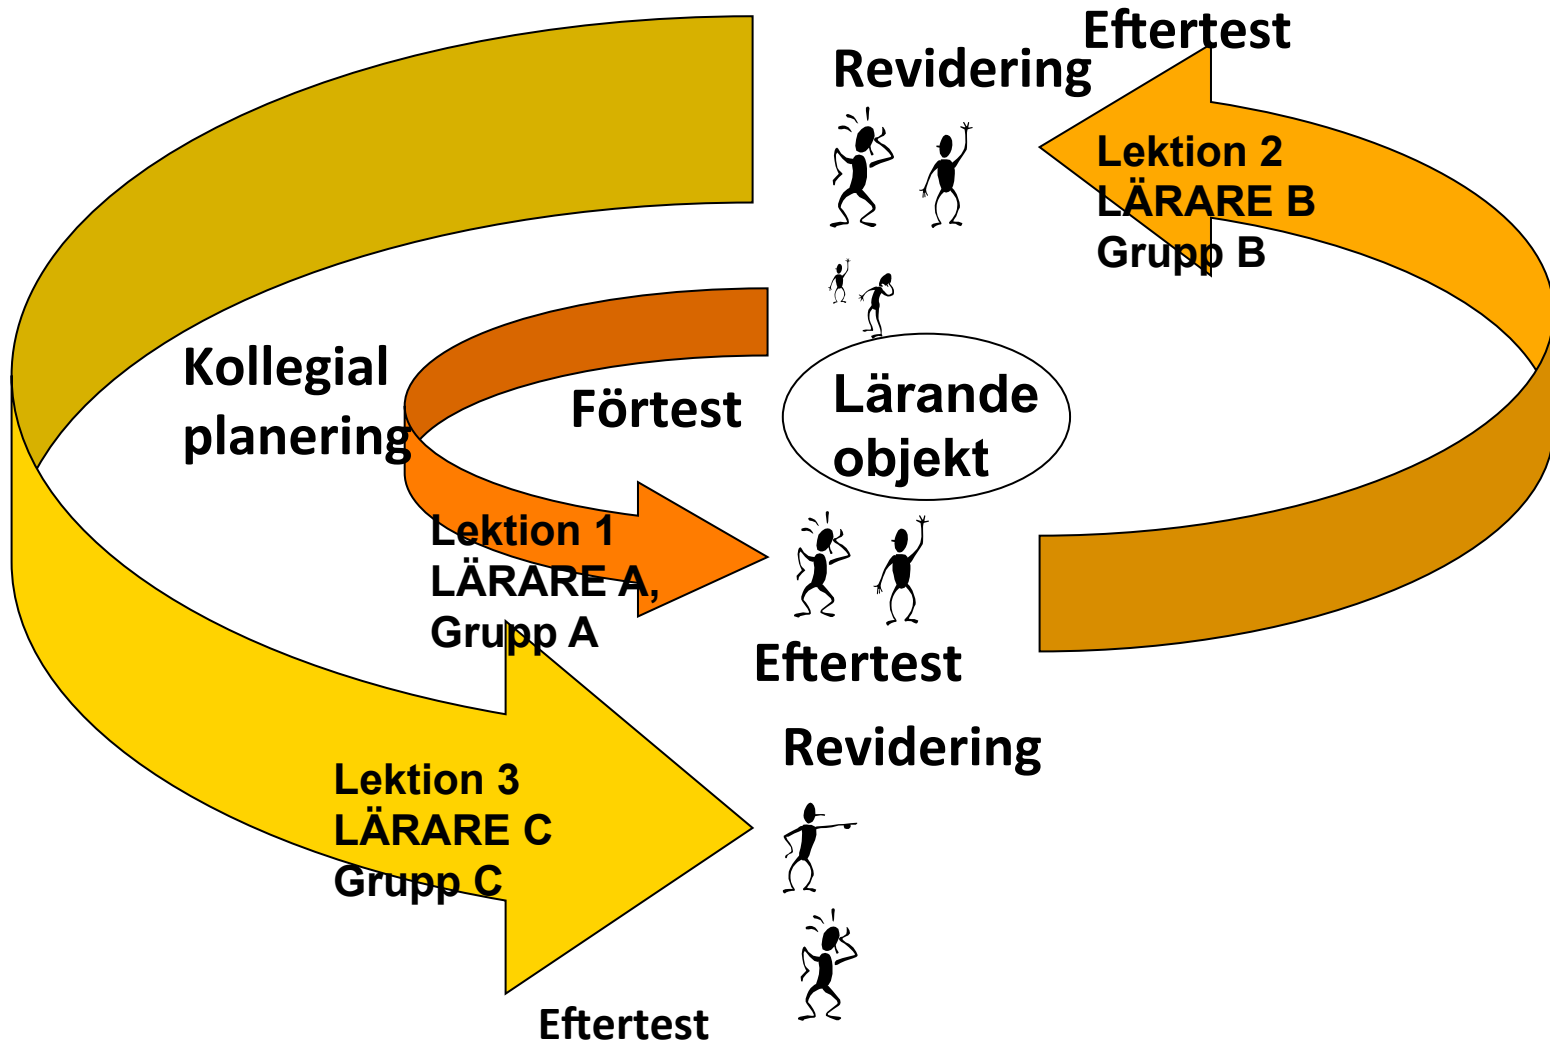 Eftertest
Revidering
Lektion 2
LÄRARE B
Grupp B
Kollegial
planering
Förtest
Lärande
objekt
Lektion 1
LÄRARE A,
Grupp A
Eftertest
Revidering
Lektion 3
LÄRARE C
Grupp C
Eftertest